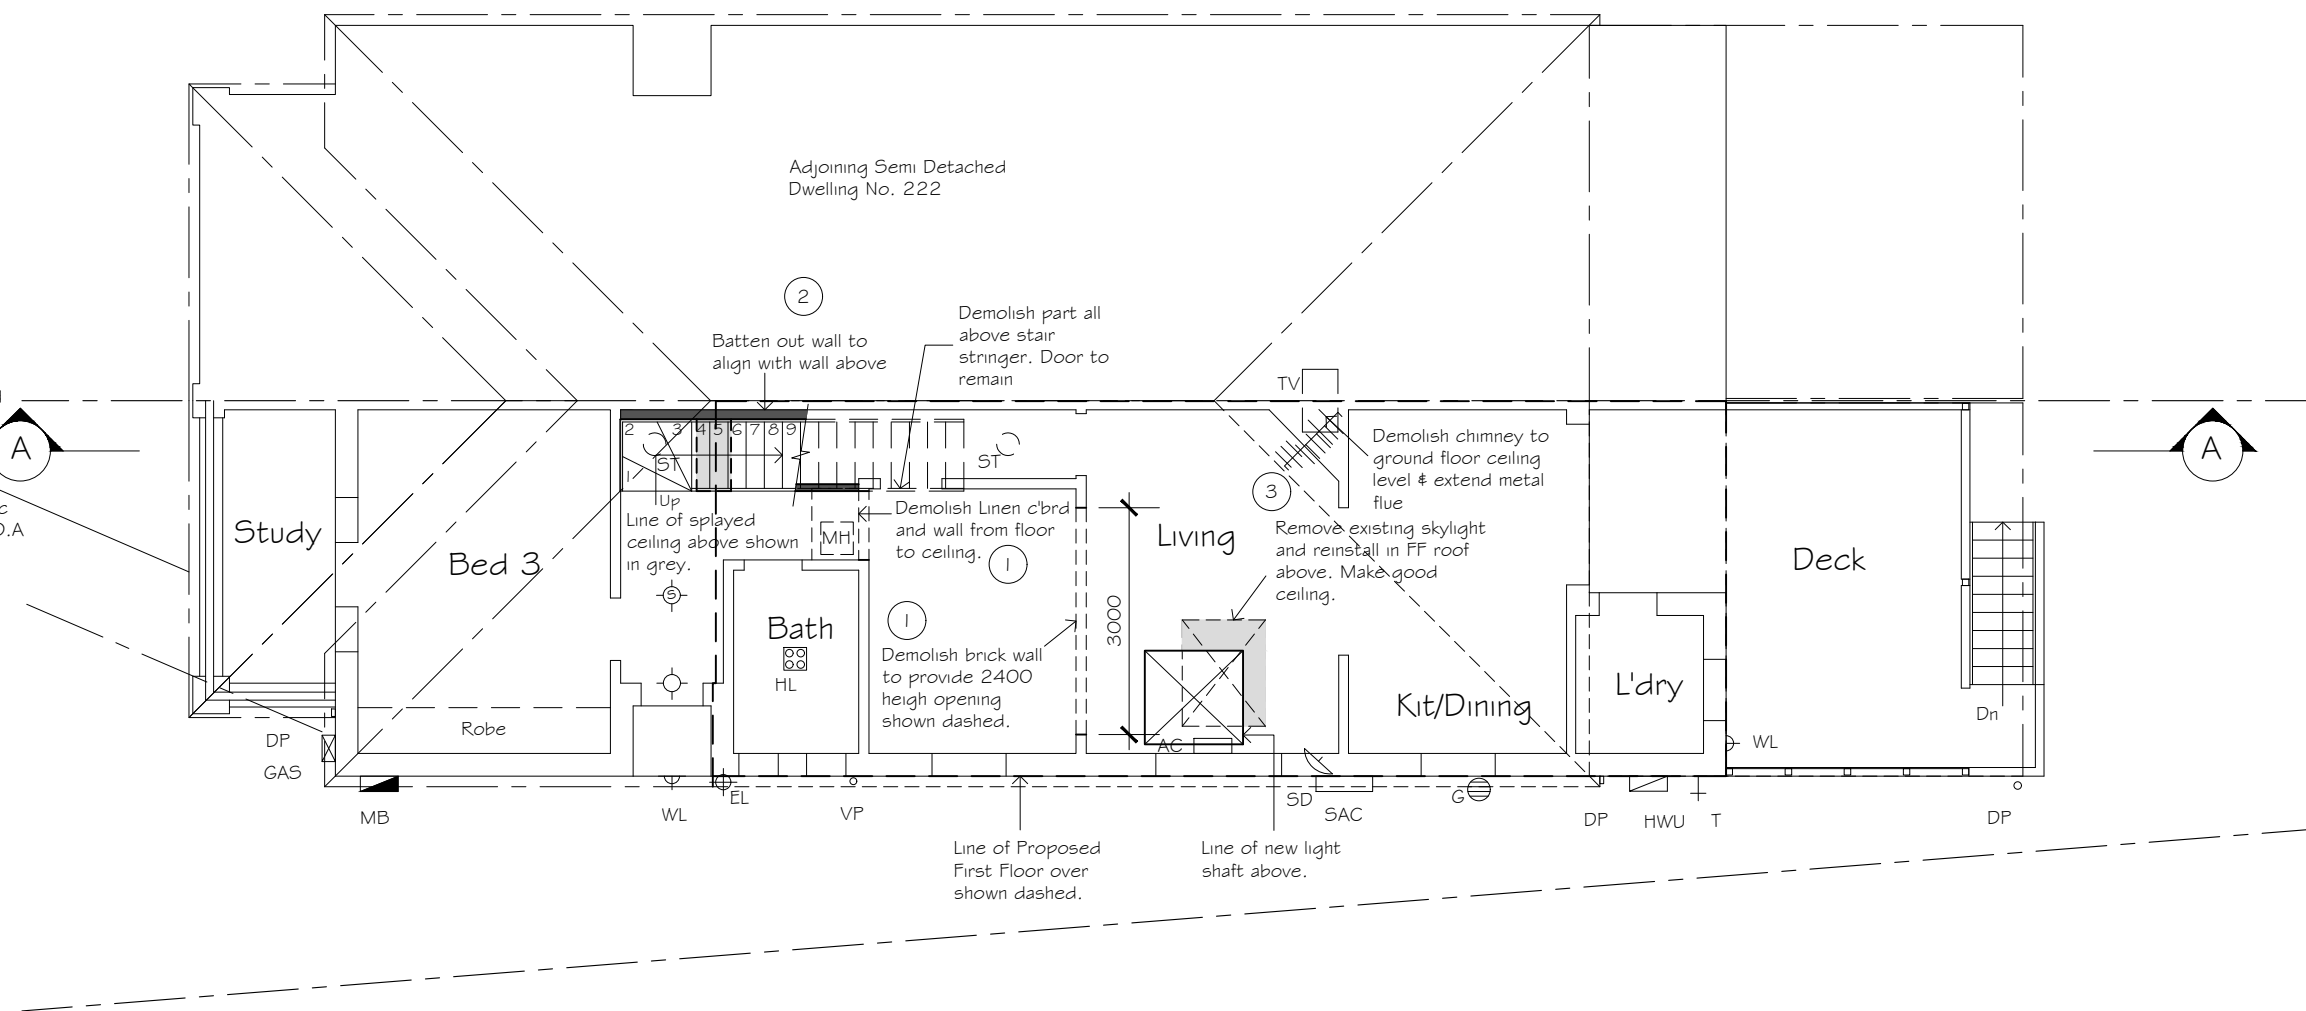 Adjoining Semi Detached
Dwelling No. 222
2
Batten out wall to
align with wall above
Demolish part all
above stair
stringer. Door to
remain
TV
A
A
c
D.A
Study
Bed 3
Robe
2
3
4
5
6
7
8
9
1
ST
Up
ST
Line of splayed
ceiling above shown
in grey.
S
MH
Demolish Linen c'brd
and wall from floor
to ceiling.
1
Bath
HL
1
Demolish brick wall
to provide 2400
heigh opening
shown dashed.
3000
Living
AC
3
Demolish chimney to
ground floor ceiling
level & extend metal
flue
Remove existing skylight
and reinstall in FF roof
above. Make good
ceiling.
Kit/Dining
L'dry
Deck
Dn
WL
DP
GAS
MB
WL
EL
VP
SD
SAC
G
DP
HWU
T
DP
Line of Proposed
First Floor over
shown dashed.
Line of new light
shaft above.